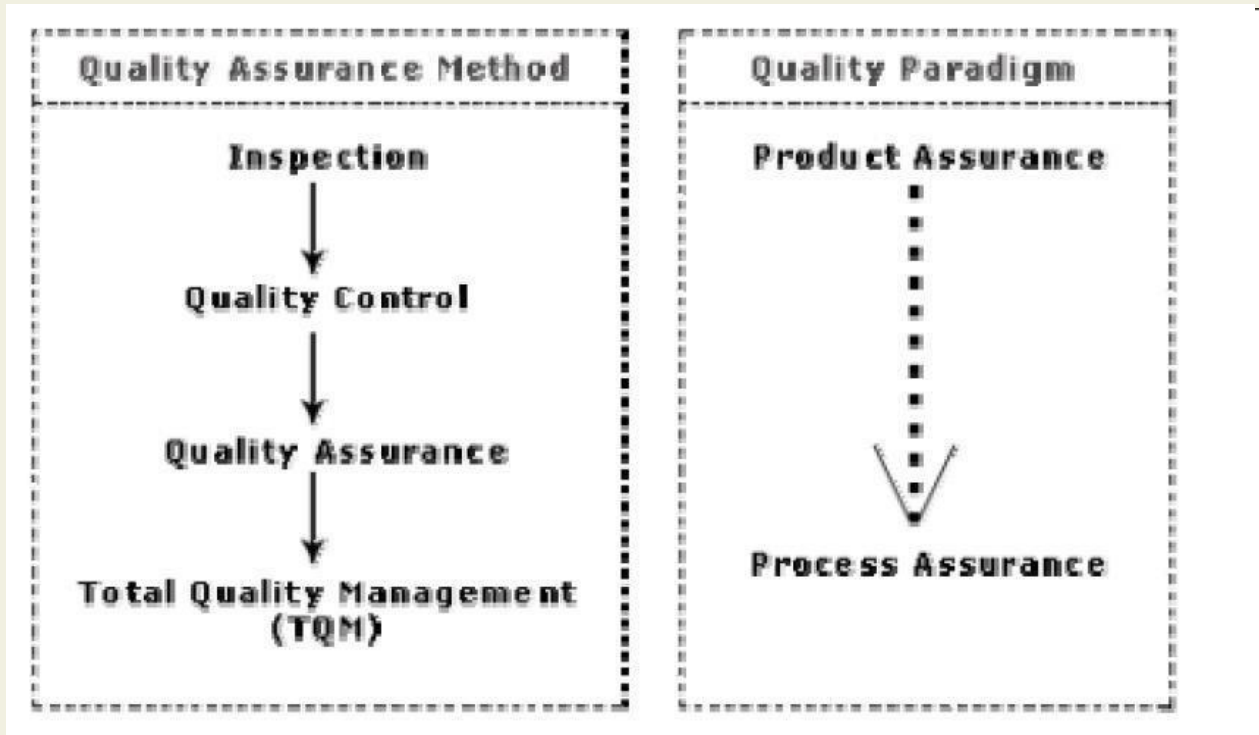 Quality Assurance Method
Inspection
Quality Control
Quality Assurance
Total Quality Management
(TQM)
Quality Paradigm
Product Assurance
Process Assurance